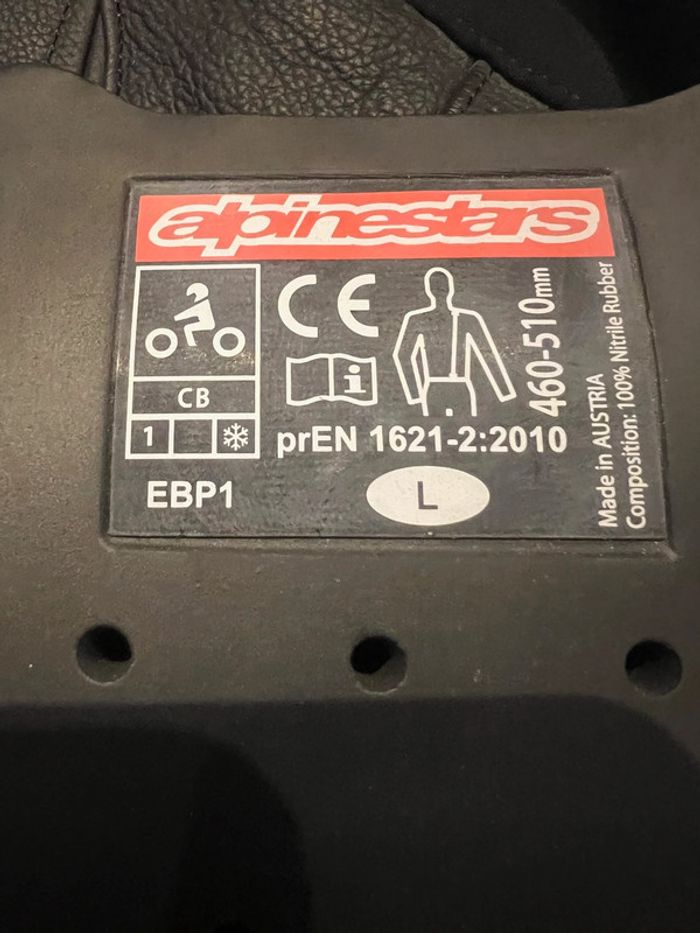 alpinestars
CE
i
460-510mm
CB
1
prEN 1621-2:2010
EBP1
L
Made in AUSTRIA
Composition: 100% Nitrile Rubber